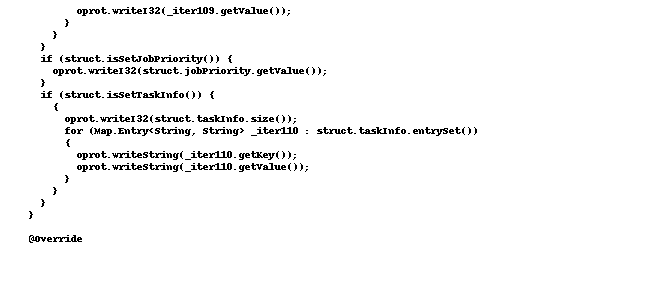 oprot.writeI32(_iter109.getValue());
}
}
}
if (struct.isSetJobPriority()) {
oprot.writeI32(struct.jobPriority.getValue());
}
if (struct.isSetTaskInfo()) {
{
oprot.writeI32(struct.taskInfo.size());
for (Map.Entry<String, String> _iter110 : struct.taskInfo.entrySet())
{
oprot.writeString(_iter110.getKey());
oprot.writeString(_iter110.getValue());
}
}
}
}
@Override